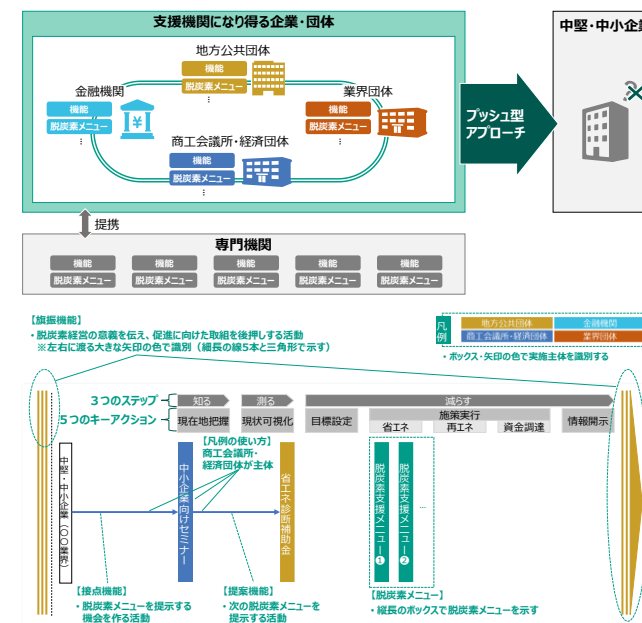 支援機関になり得る企業・団体
地方公共団体
機能
脱炭素メニュー
⋮
金融機関
機能
脱炭素メニュー
⋮
¥
業界団体
機能
脱炭素メニュー
⋮
商工会議所・経済団体
機能
脱炭素メニュー
⋮
プッシュ型
アプローチ
中堅・中小企業
提携
専門機関
機能 機能 機能 機能 機能
脱炭素メニュー 脱炭素メニュー 脱炭素メニュー 脱炭素メニュー 脱炭素メニュー
【旗振機能】
・脱炭素経営の意義を伝え、促進に向けた取組を後押しする活動
※左右に渡る大きな矢印の色で識別（細長の線5本と三角形で示す）
凡例
地方公共団体 金融機関
商工会議所・経済団体 業界団体
・ボックス・矢印の色で実施主体を識別する
３つのステップ 知る 測る 減らす
５つのキーアクション 現在地把握 現状可視化 目標設定 施策実行 情報開示
省エネ 再エネ 資金調達
【凡例の使い方】
商工会議所・
経済団体が主体
中堅・中小企業（〇〇業界）
中小企業向けセミナー
省エネ診断補助金
脱炭素支援メニュー❶
脱炭素支援メニュー❷
…
【接点機能】
・脱炭素メニューを提示する
機会を作る活動
【提案機能】
・次の脱炭素メニューを
提示する活動
【脱炭素メニュー】
・縦長のボックスで脱炭素メニューを示す